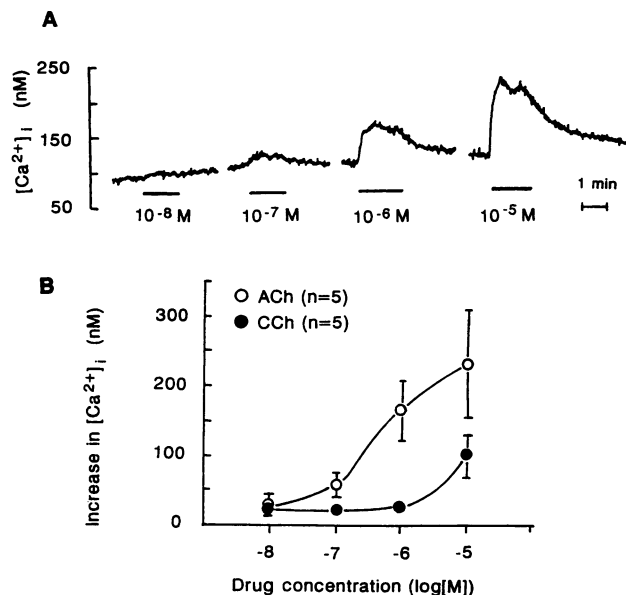 A
[Ca²⁺]ᵢ (nM)
250
150
50
10⁻⁸ M
10⁻⁷ M
10⁻⁶ M
10⁻⁵ M
1 min
B
Increase in [Ca²⁺]ᵢ (nM)
300
200
100
0
ACh (n=5)
CCh (n=5)
-8
-7
-6
-5
Drug concentration (log[M])